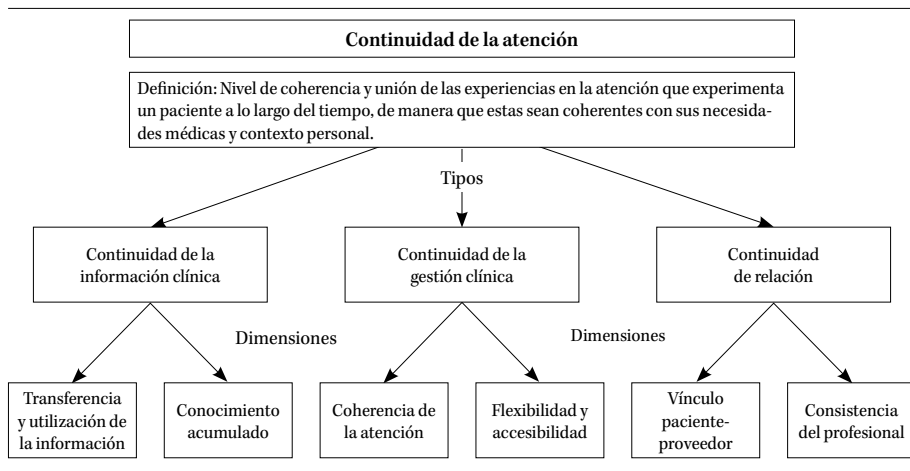 Continuidad de la atención
Definición: Nivel de coherencia y unión de las experiencias en la atención que experimenta
un paciente a lo largo del tiempo, de manera que estas sean coherentes con sus necesida-
des médicas y contexto personal.
Tipos
Continuidad de la
información clínica
Continuidad de la
gestión clínica
Continuidad
de relación
Dimensiones
Dimensiones
Transferencia
y utilización de
la información
Conocimiento
acumulado
Coherencia de
la atención
Flexibilidad y
accesibilidad
Vínculo
paciente-
proveedor
Consistencia
del profesional